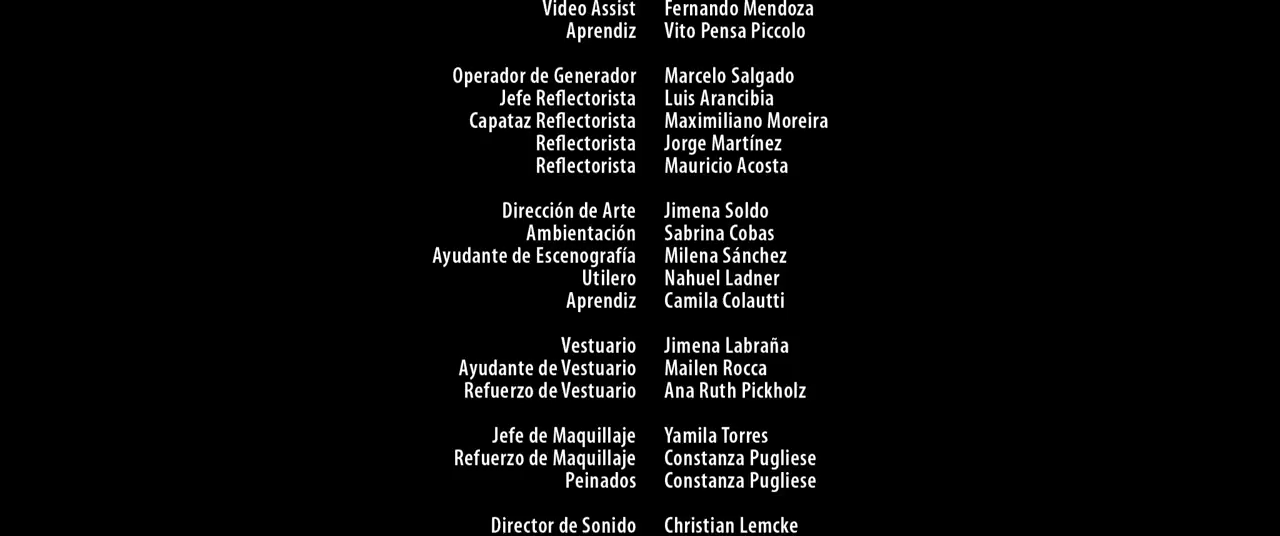 Video Assist Fernando Mendoza
Aprendiz Vito Pensa Piccolo
Operador de Generador Marcelo Salgado
Jefe Reflectorista Luis Arancibia
Capataz Reflectorista Maximiliano Moreira
Reflectorista Jorge Martínez
Reflectorista Mauricio Acosta
Dirección de Arte Jimena Soldo
Ambientación Sabrina Cobas
Ayudante de Escenografía Milena Sánchez
Utilero Nahuel Ladner
Aprendiz Camila Colautti
Vestuario Jimena Labraña
Ayudante de Vestuario Mailen Rocca
Refuerzo de Vestuario Ana Ruth Pickholz
Jefe de Maquillaje Yamila Torres
Refuerzo de Maquillaje Constanza Pugliese
Peinados Constanza Pugliese
Director de Sonido Christian Lemcke